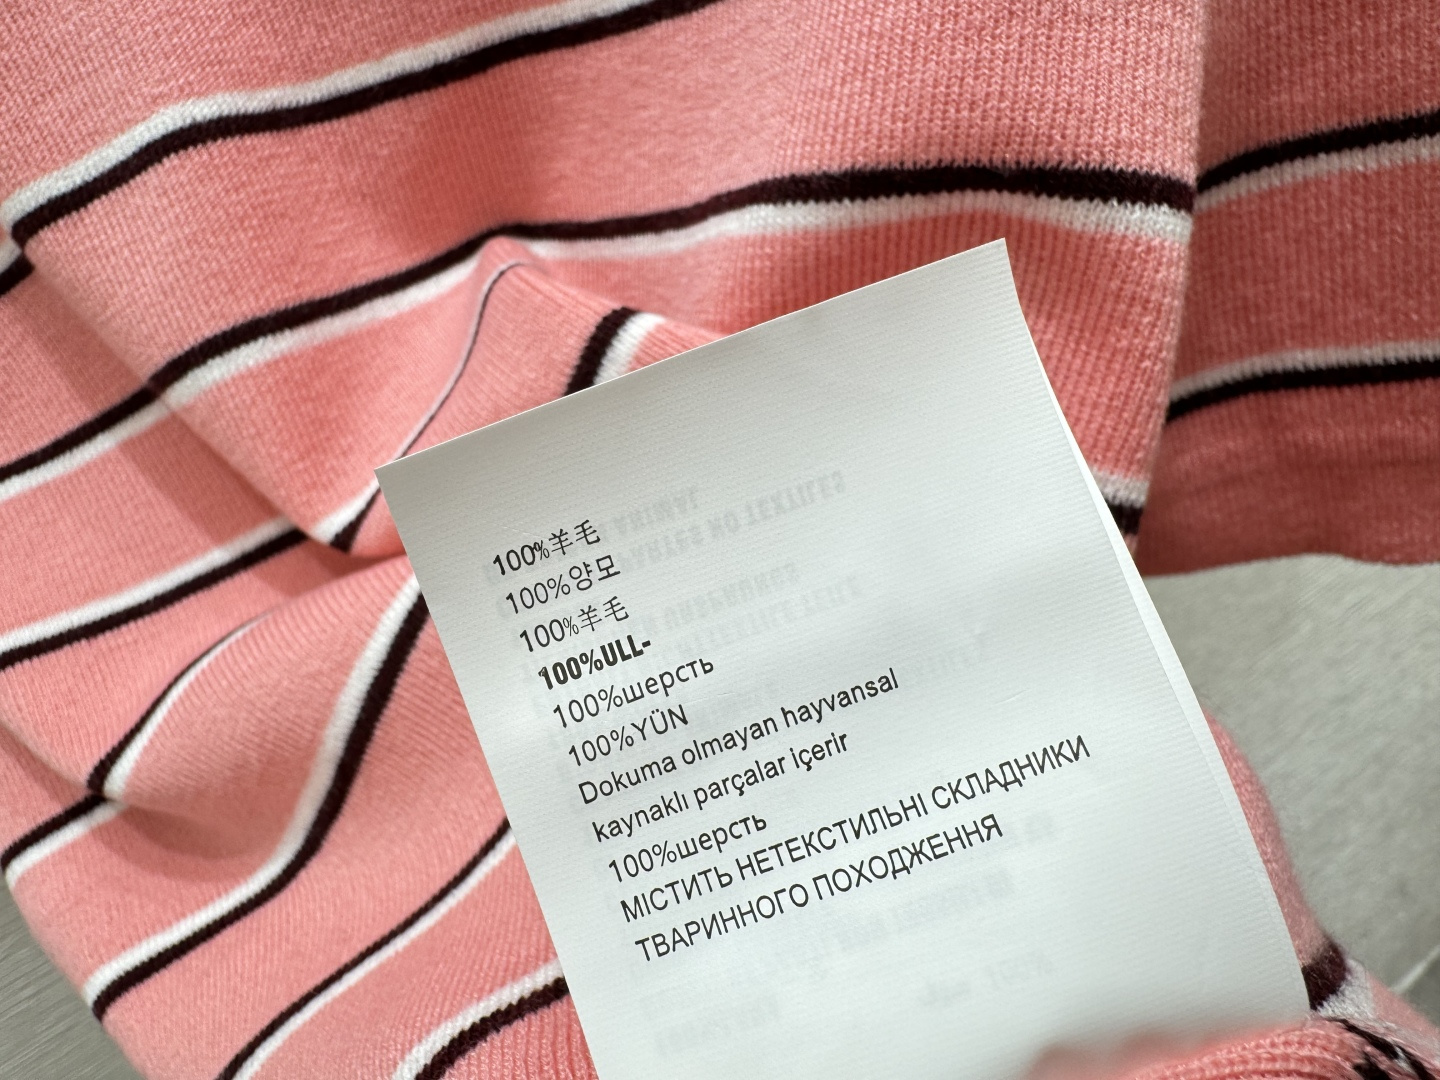 100%羊毛
100%양모
100%羊毛
100%ULL-
100%шерсть
100%YÜN
Dokuma olmayan hayvansal
kaynaklı parçalar içerir
100%шерсть
МІСТИТЬ НЕТЕКСТИЛЬНІ СКЛАДНИКИ
ТВАРИННОГО ПОХОДЖЕННЯ